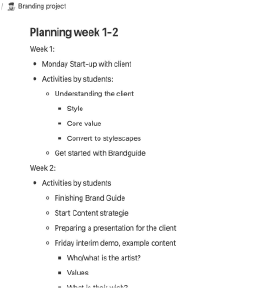 / Branding project
Planning week 1-2
Week 1:
Monday Start-up with client
Activities by students:
Understanding the client
Style
Core value
Convert to stylescapes
Get started with Brandguide
Week 2:
Activities by students
Finishing Brand Guide
Start Content strategie
Preparing a presentation for the client
Friday interim demo, example content
Who/what is the artist?
Values
What is their